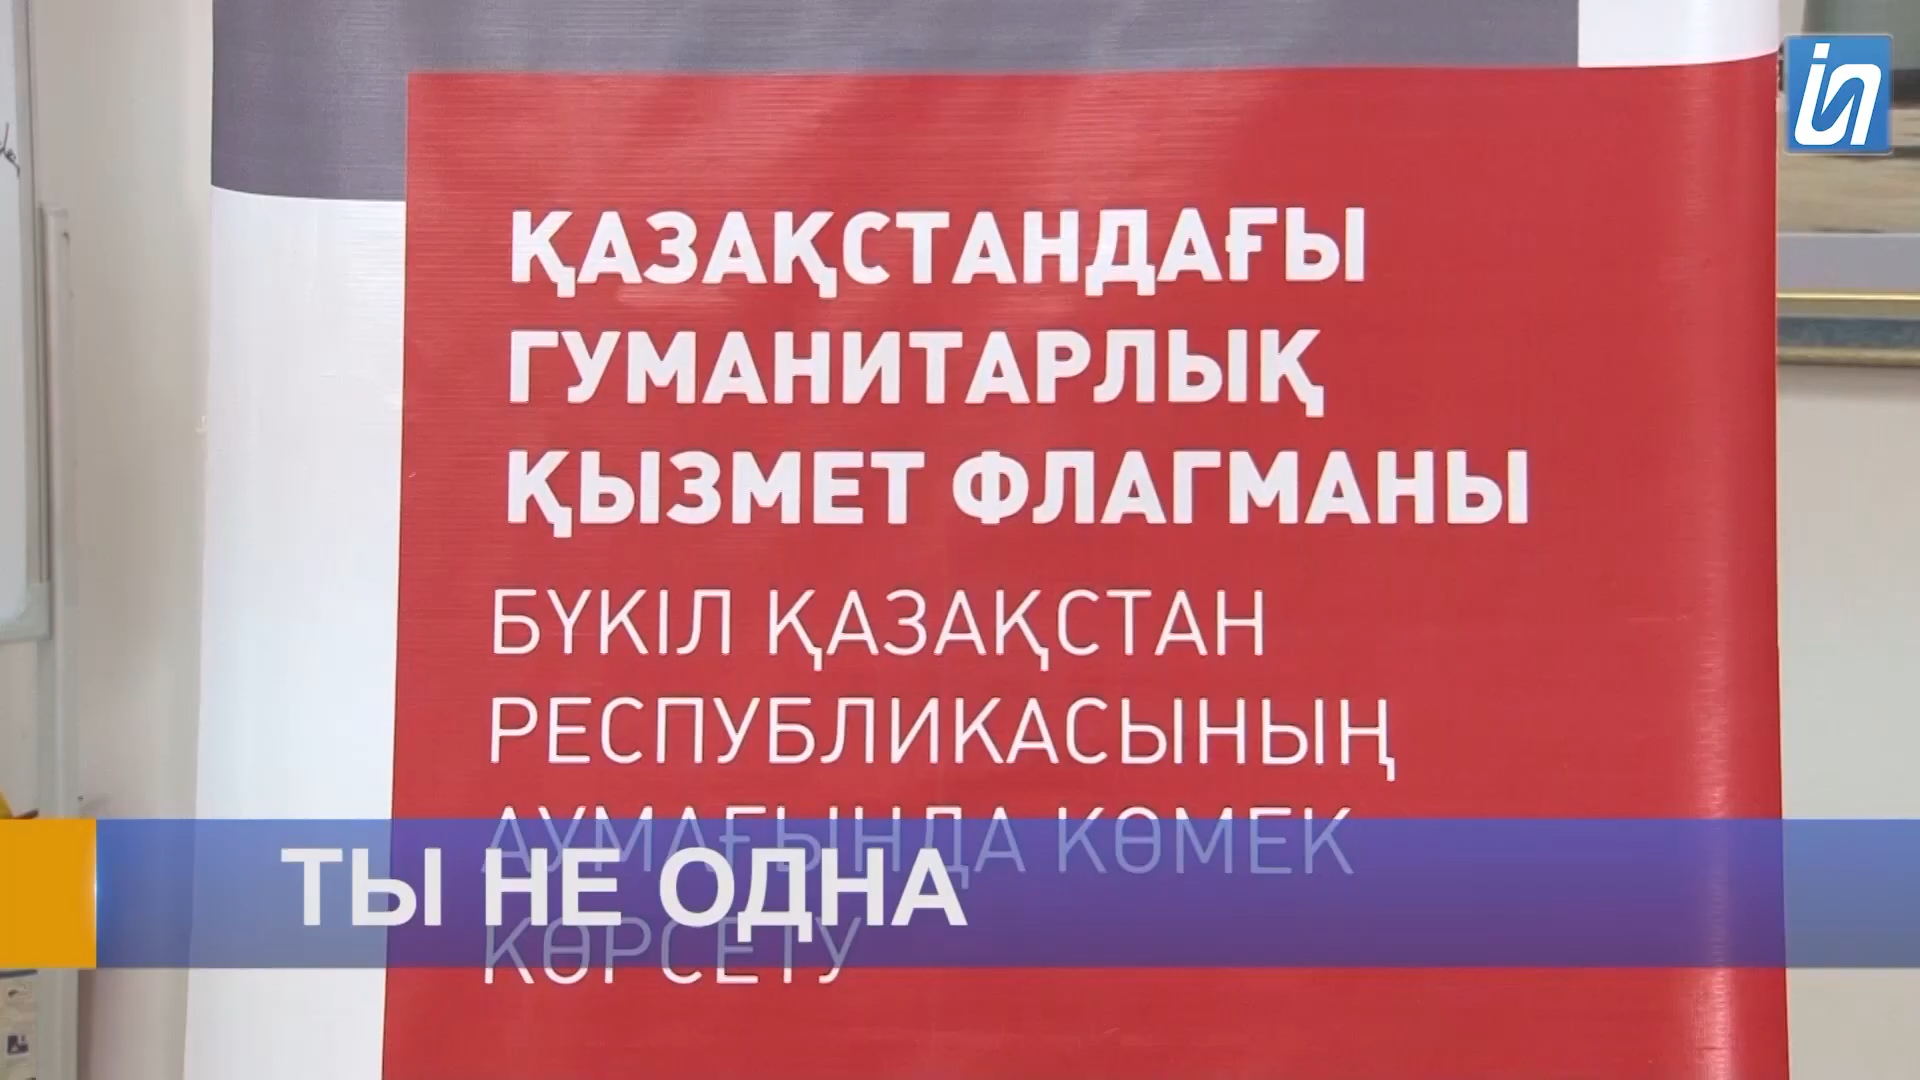 ҚАЗАҚСТАНДАҒЫ
ГУМАНИТАРЛЫҚ
ҚЫЗМЕТ ФЛАГМАНЫ
БҮКІЛ ҚАЗАҚСТАН
РЕСПУБЛИКАСЫНЫҢ
АУМАҒЫНДА КӨМЕК
КӨРСЕТУ
ТЫ НЕ ОДНА